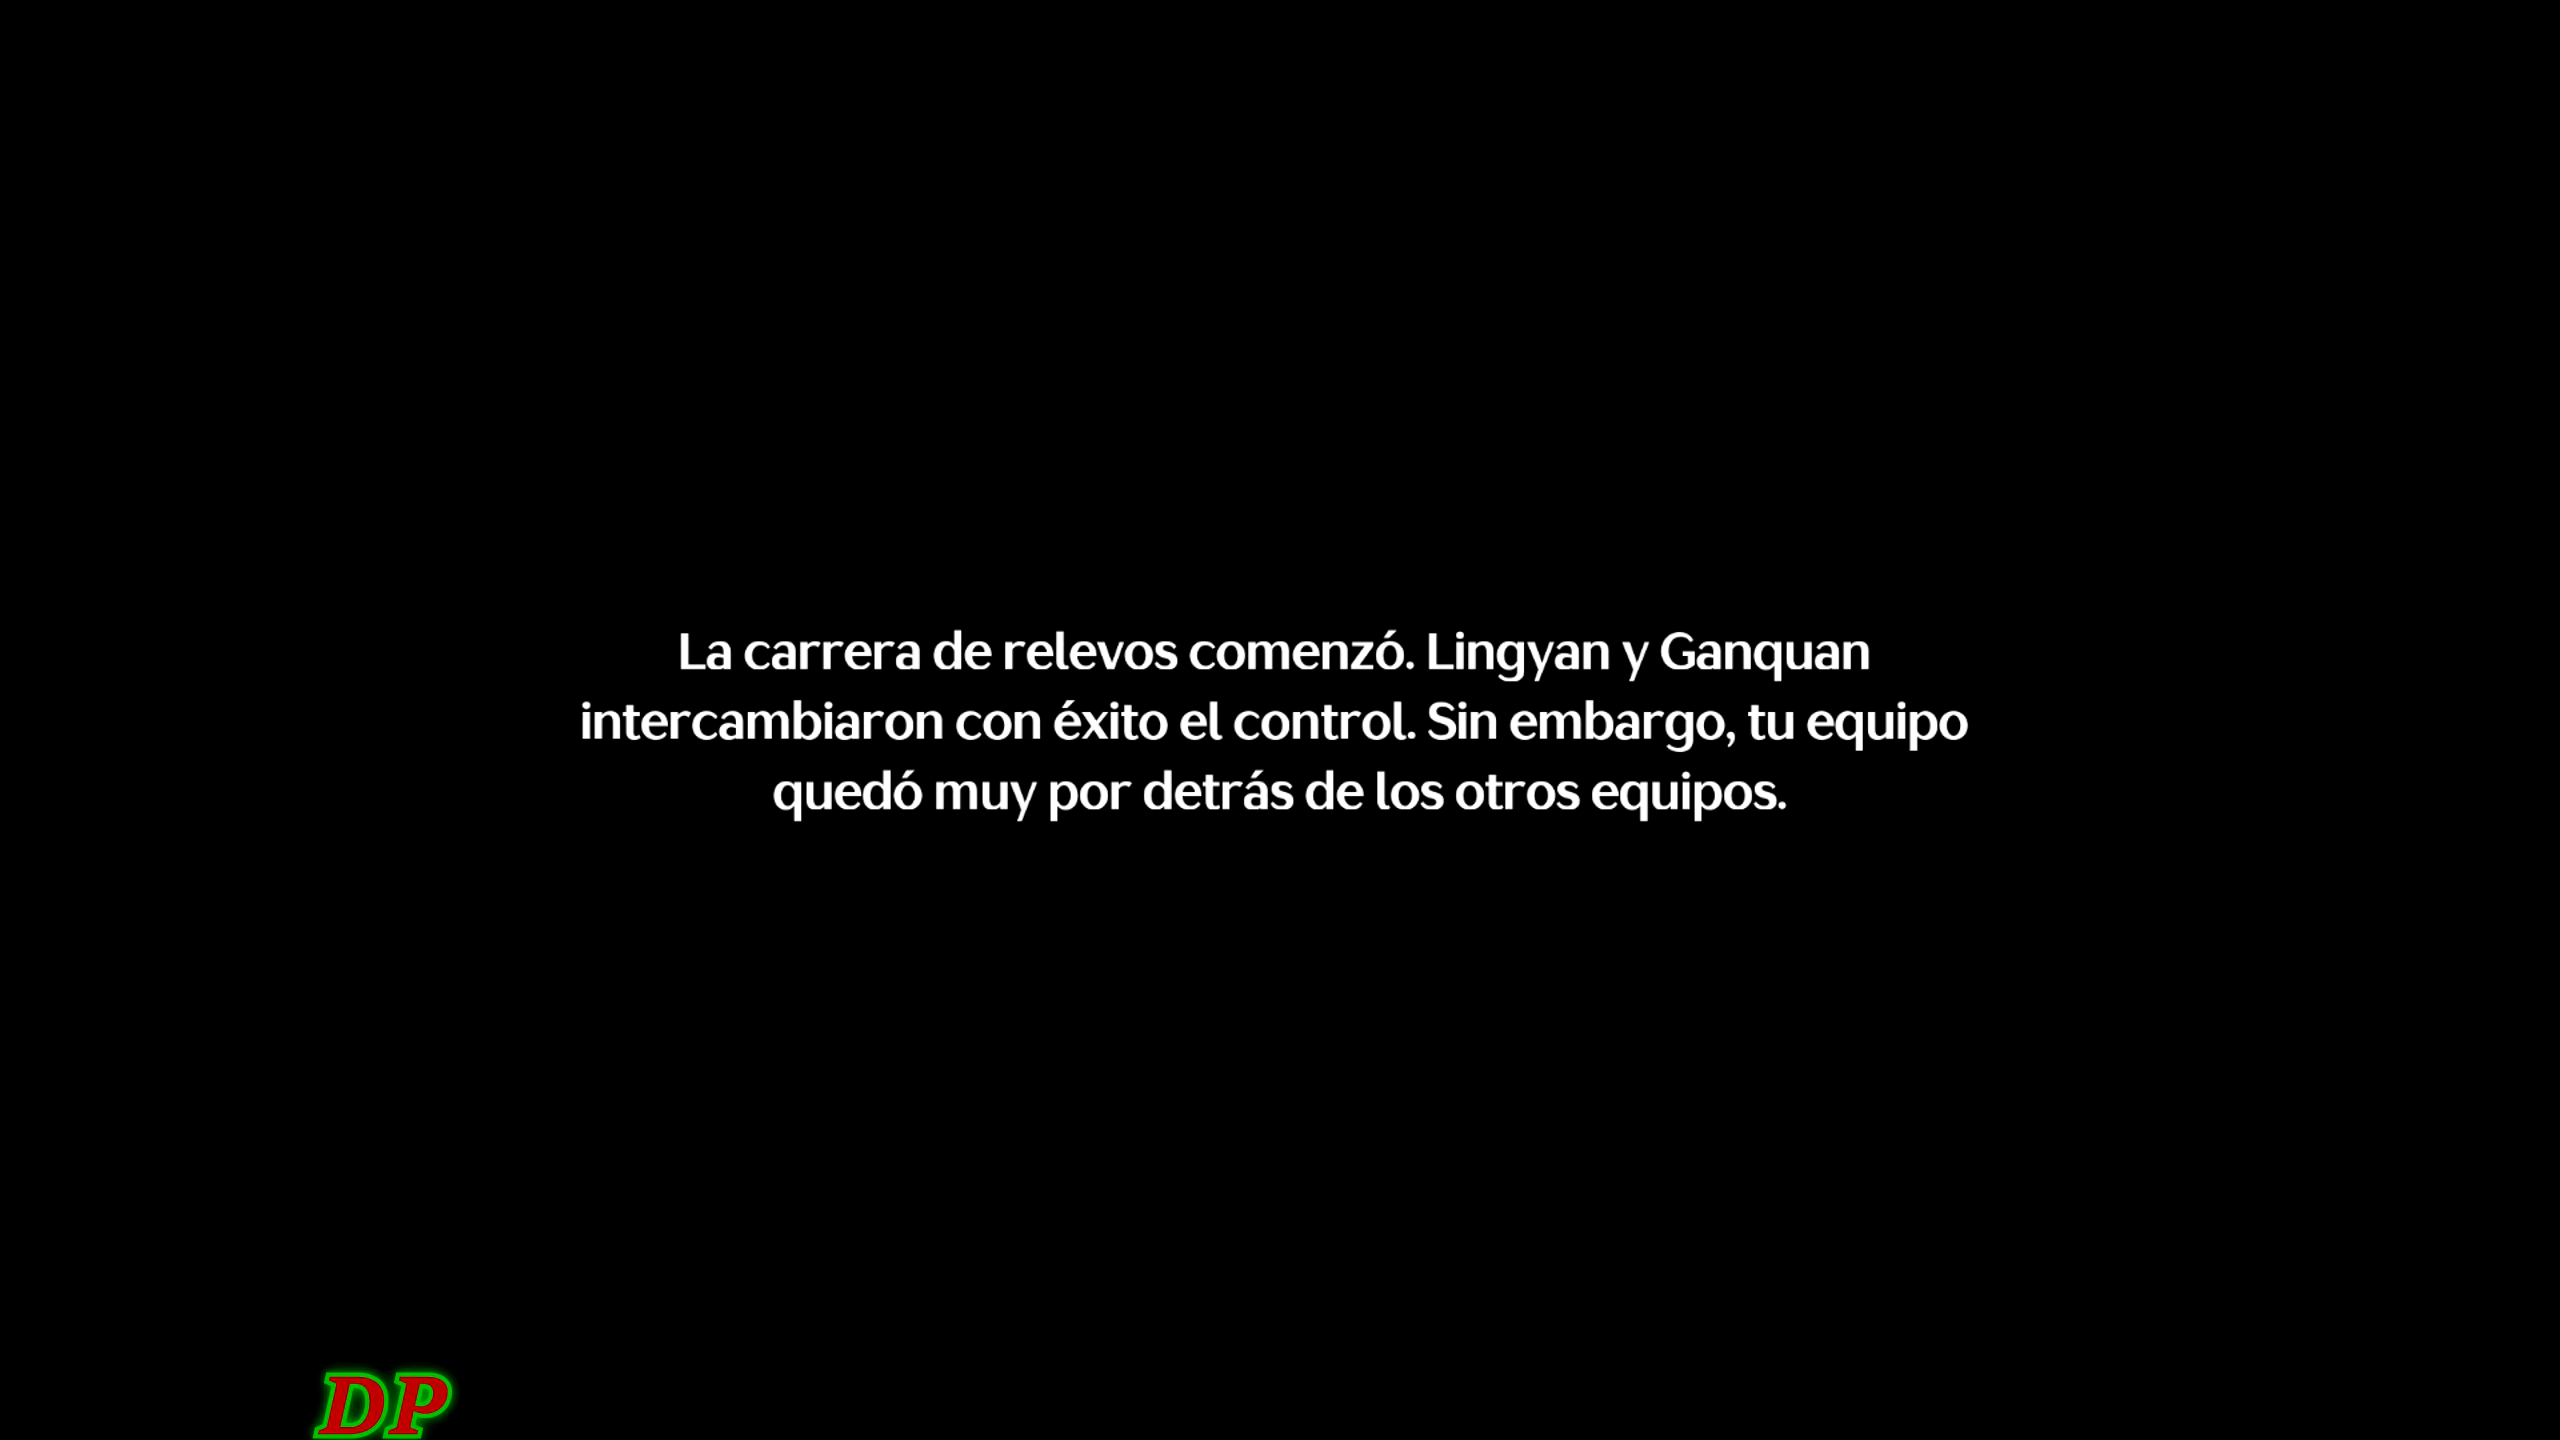 La carrera de relevos comenzó. Lingyan y Ganquan
intercambiaron con éxito el control. Sin embargo, tu equipo
quedó muy por detrás de los otros equipos.
DP